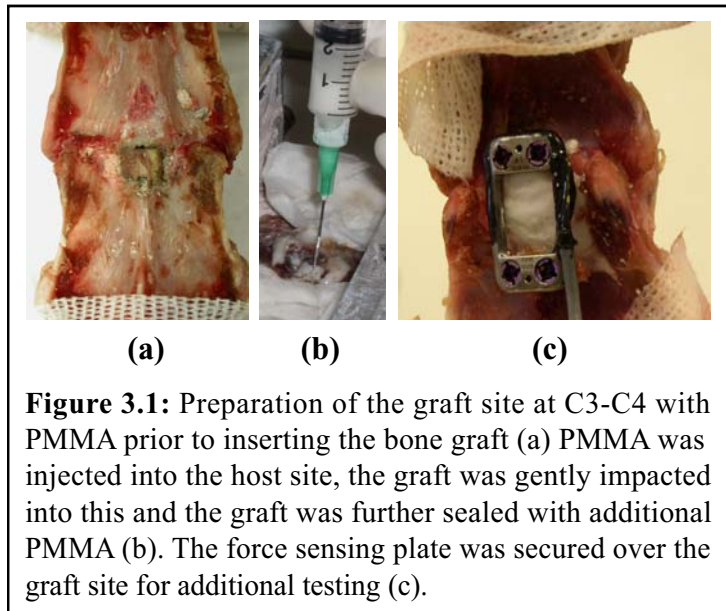 2
1
(a)
(b)
(c)
Figure 3.1: Preparation of the graft site at C3-C4 with
PMMA prior to inserting the bone graft (a) PMMA was
injected into the host site, the graft was gently impacted
into this and the graft was further sealed with additional
PMMA (b). The force sensing plate was secured over the
graft site for additional testing (c).